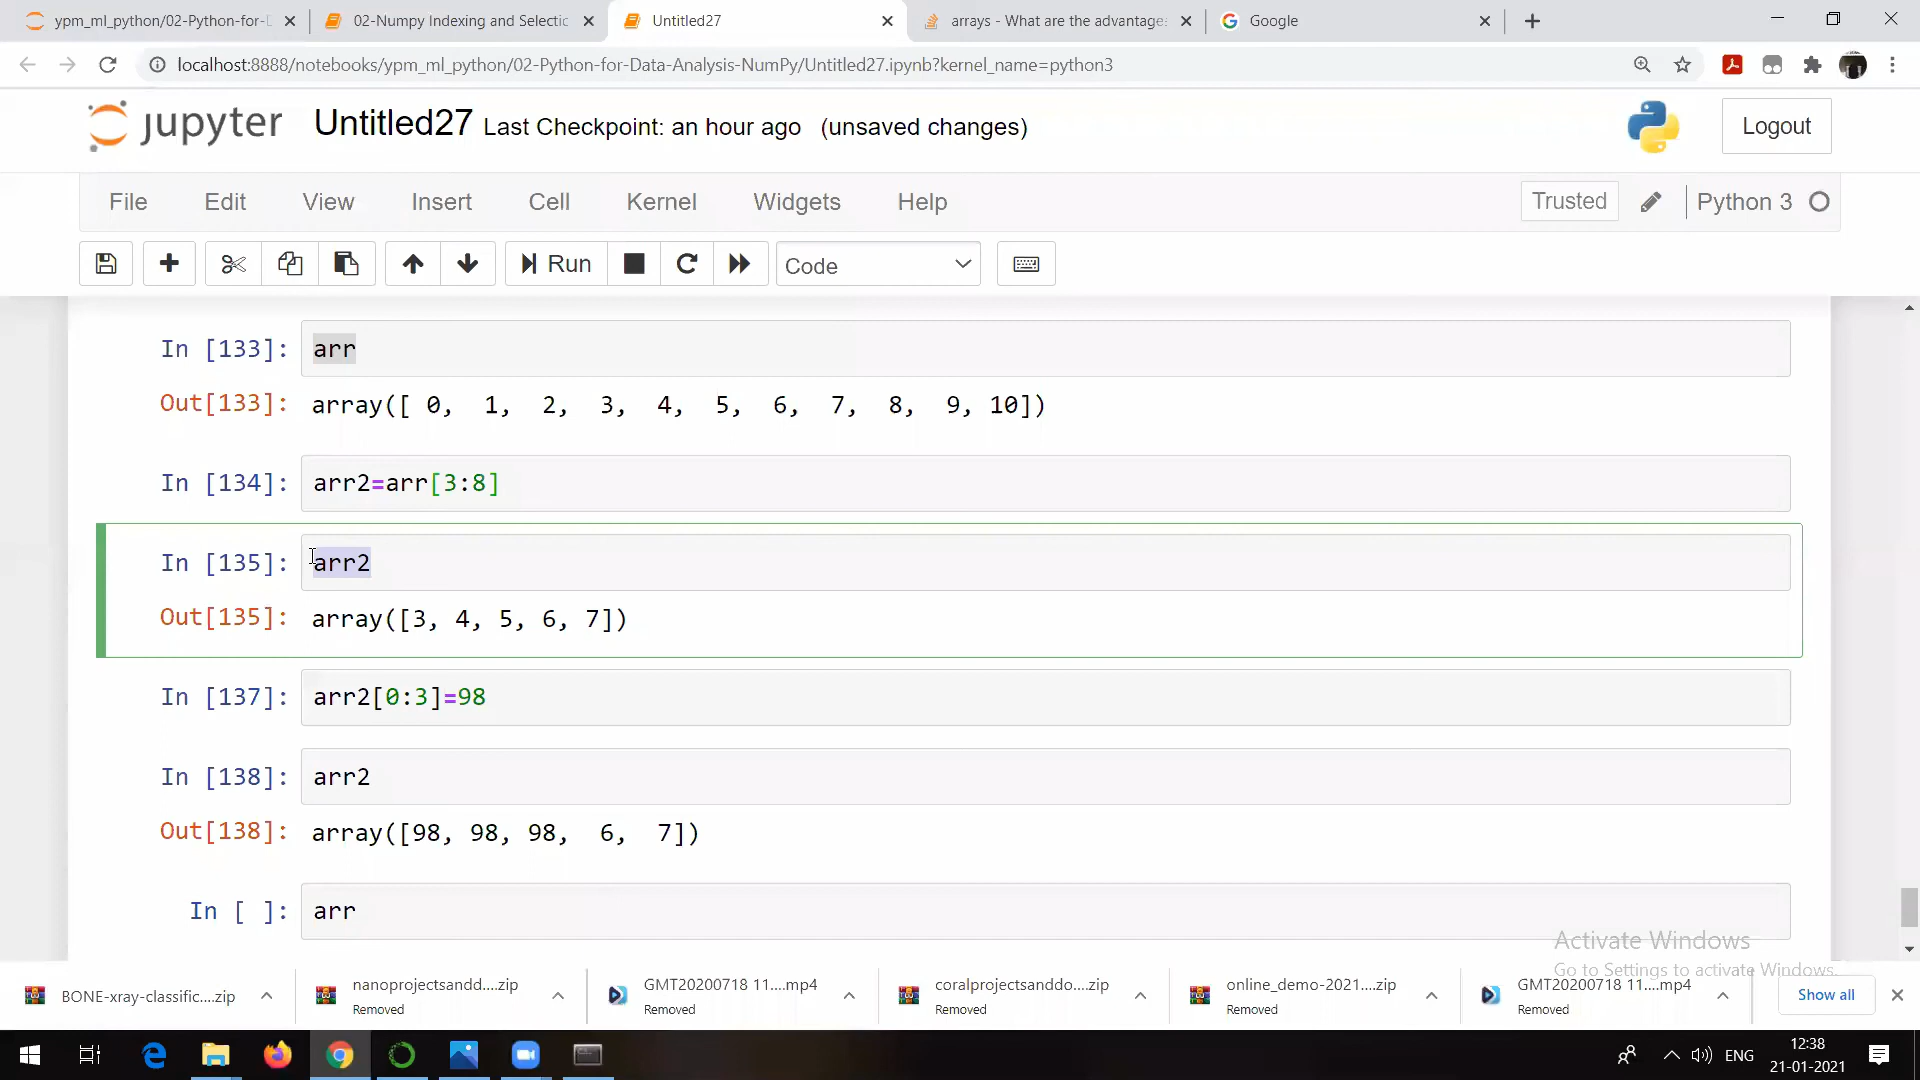 ypm_ml_python/02-Python-for-D
02-Numpy Indexing and Selectic
Untitled27
arrays - What are the advantages
Google
localhost:8888/notebooks/ypm_ml_python/02-Python-for-Data-Analysis-NumPy/Untitled27.ipynb?kernel_name=python3
jupyter Untitled27 Last Checkpoint: an hour ago (unsaved changes)
Logout
File Edit View Insert Cell Kernel Widgets Help
Trusted
Python 3
Run
Code
In [133]: arr
Out[133]: array([ 0, 1, 2, 3, 4, 5, 6, 7, 8, 9, 10])
In [134]: arr2=arr[3:8]
In [135]: arr2
Out[135]: array([3, 4, 5, 6, 7])
In [137]: arr2[0:3]=98
In [138]: arr2
Out[138]: array([98, 98, 98, 6, 7])
In [ ]: arr
Activate Windows
Go to Settings to activate Windows.
BONE-xray-classific....zip
nanoprojectsandd....zip
Removed
GMT20200718 11....mp4
Removed
coralprojectsanddo....zip
Removed
online_demo-2021....zip
Removed
GMT20200718 11....mp4
Removed
Show all
ENG
12:38
21-01-2021